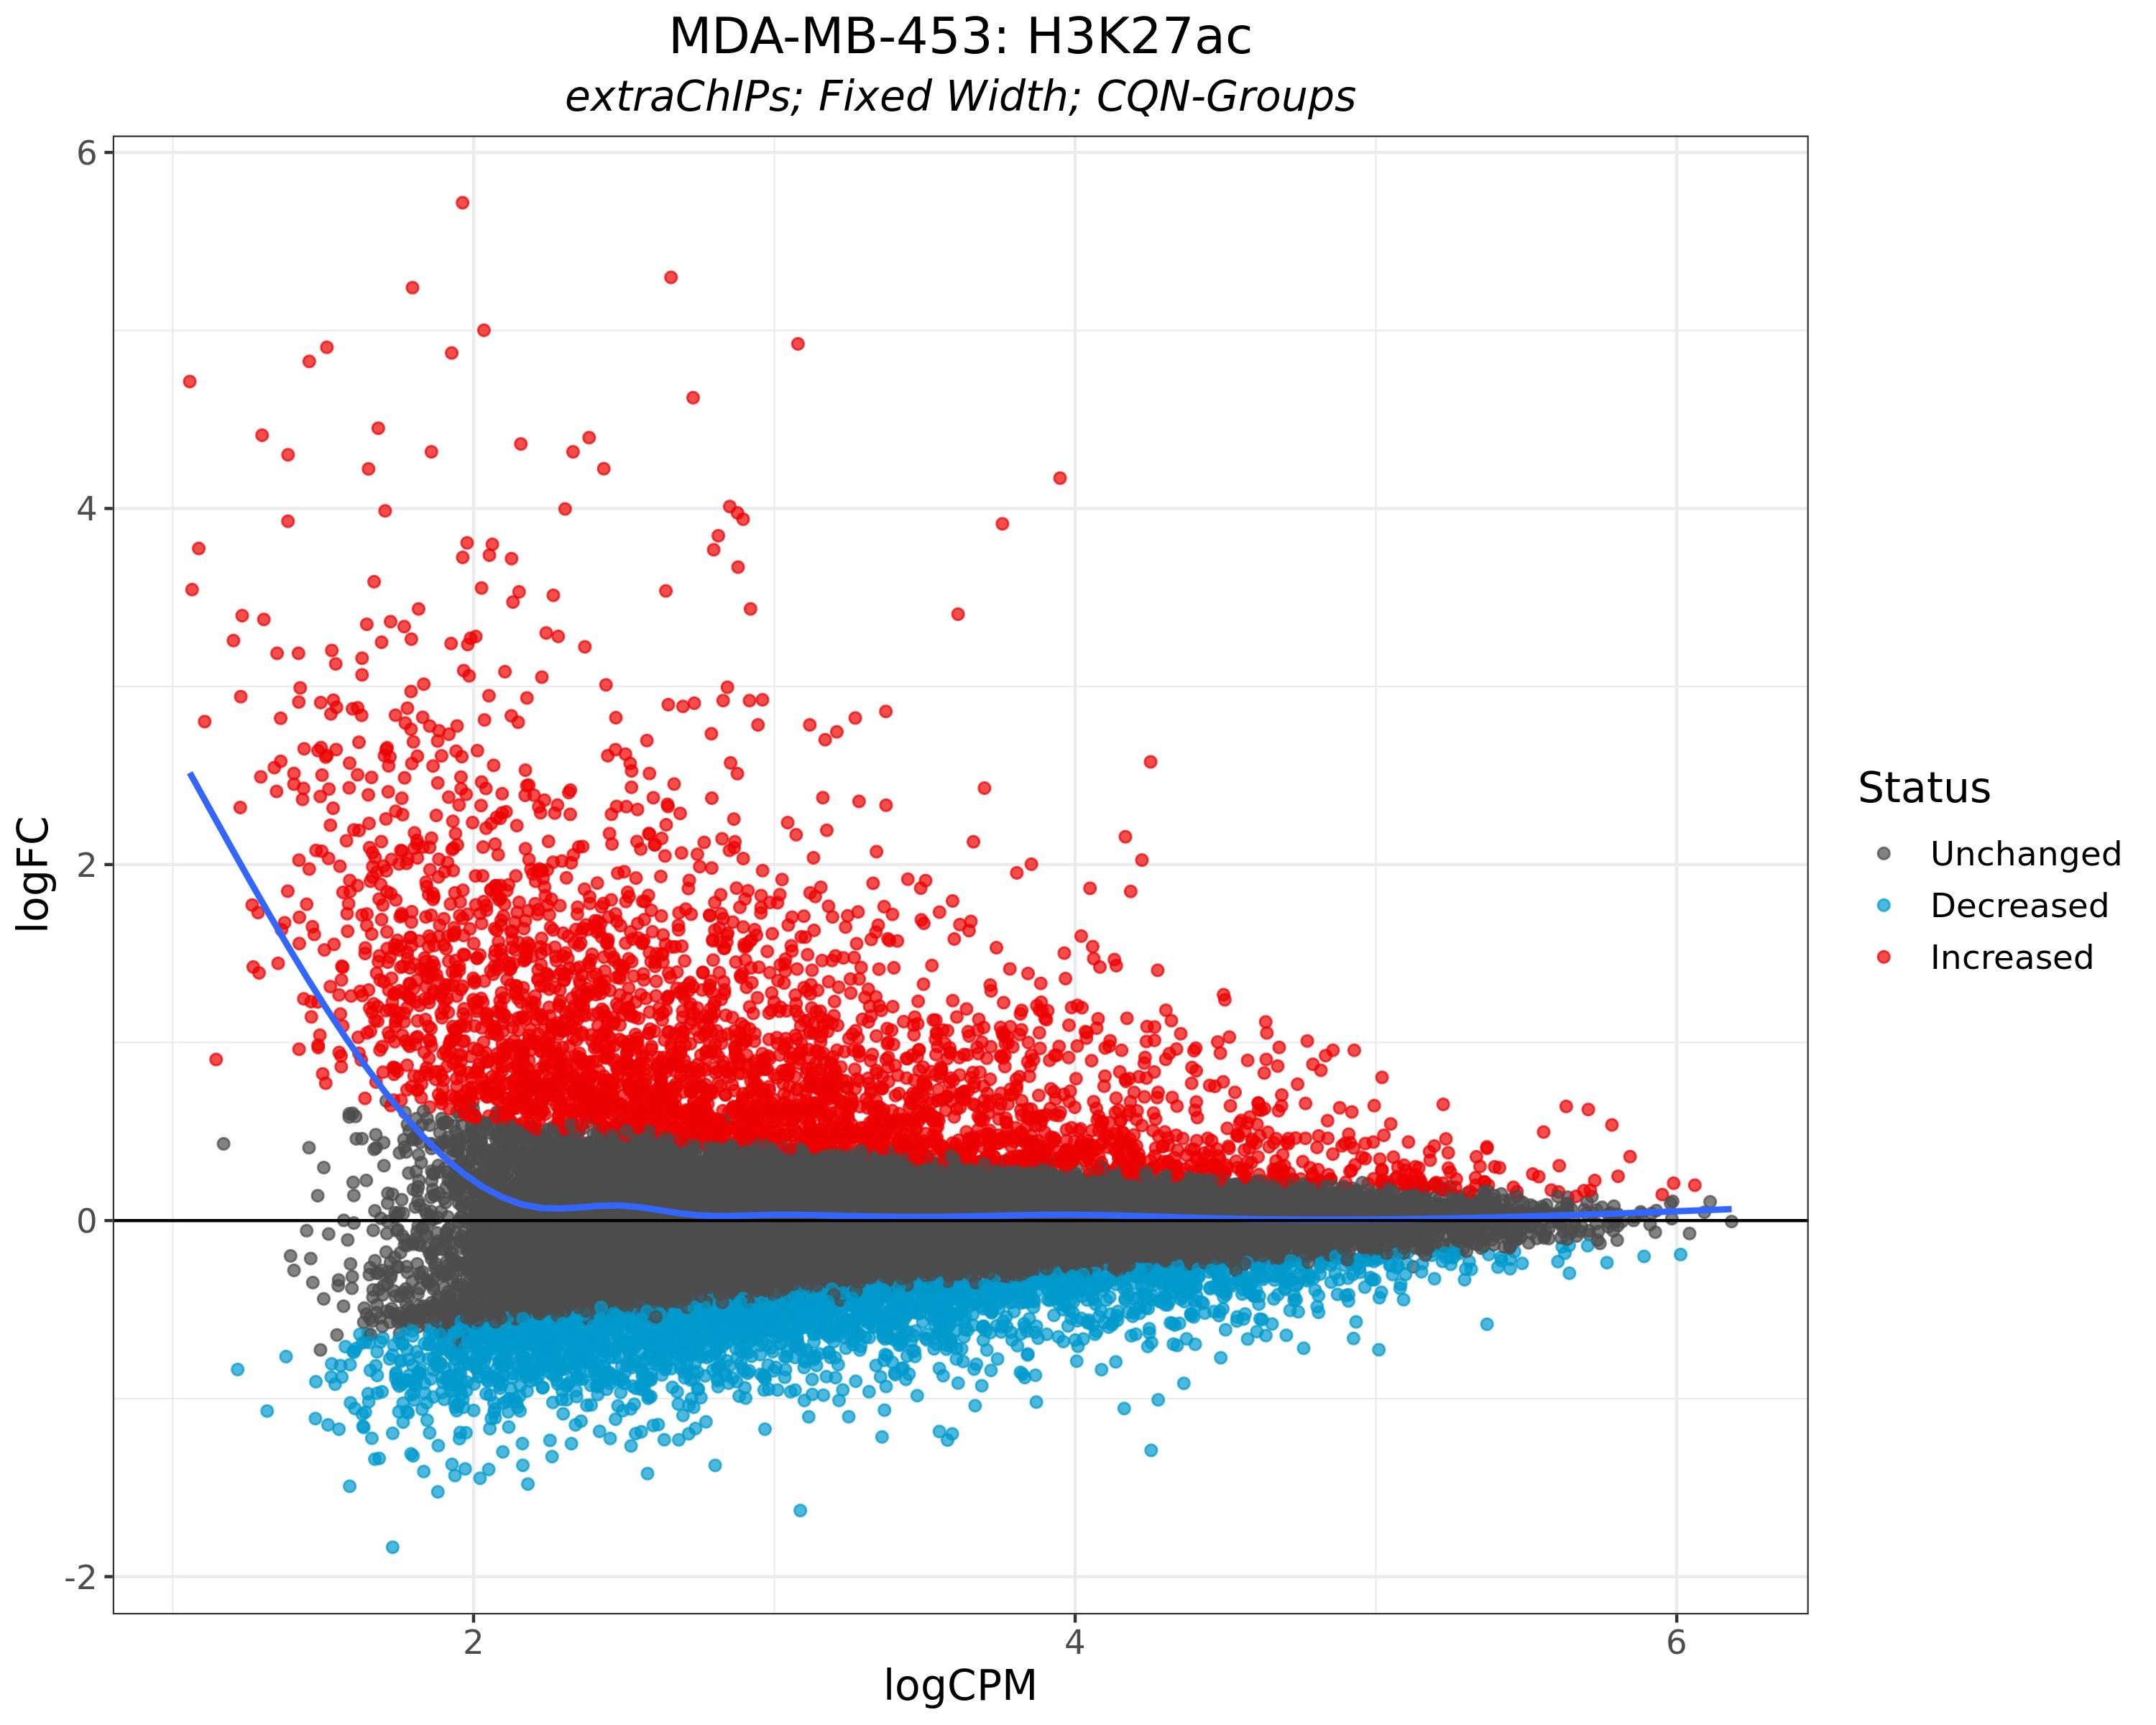 MDA-MB-453: H3K27ac
extraChIPs; Fixed Width; CQN-Groups
6
4
2
0
-2
logFC
2
4
6
logCPM
Status
Unchanged
Decreased
Increased